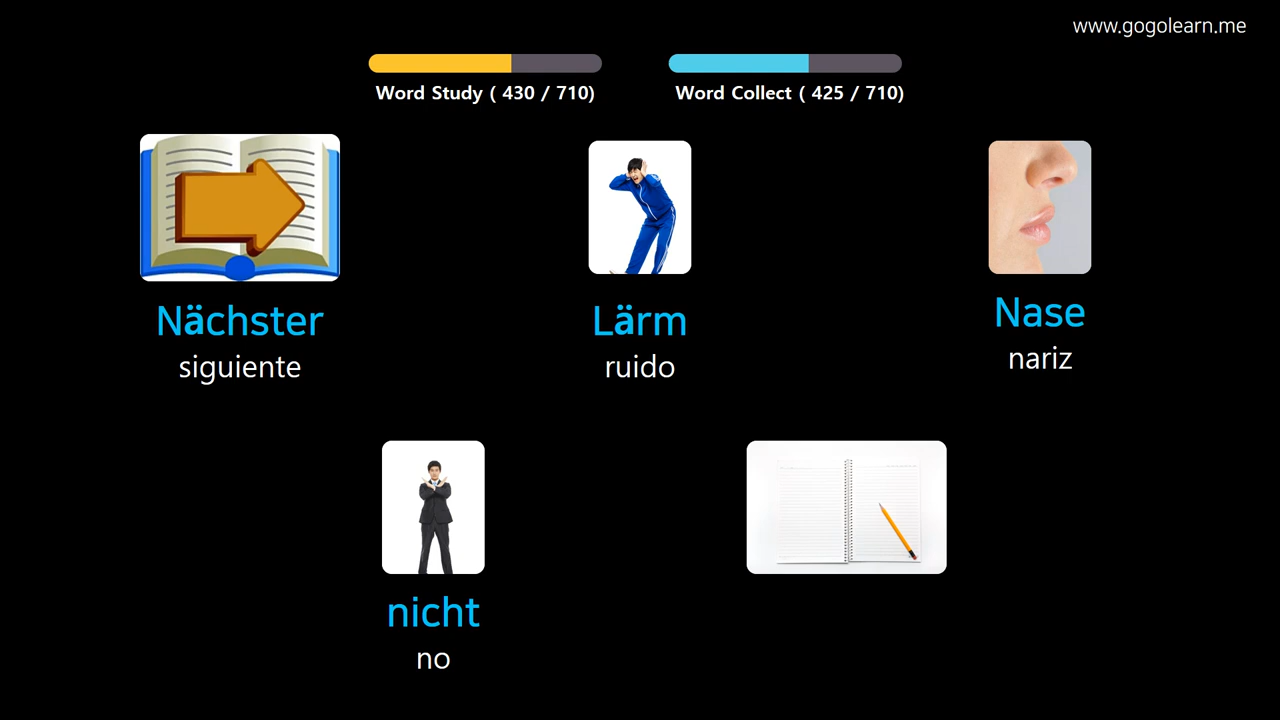 www.gogolearn.me
Word Study ( 430 / 710)
Word Collect ( 425 / 710)
Nächster
siguiente
Lärm
ruido
Nase
nariz
nicht
no